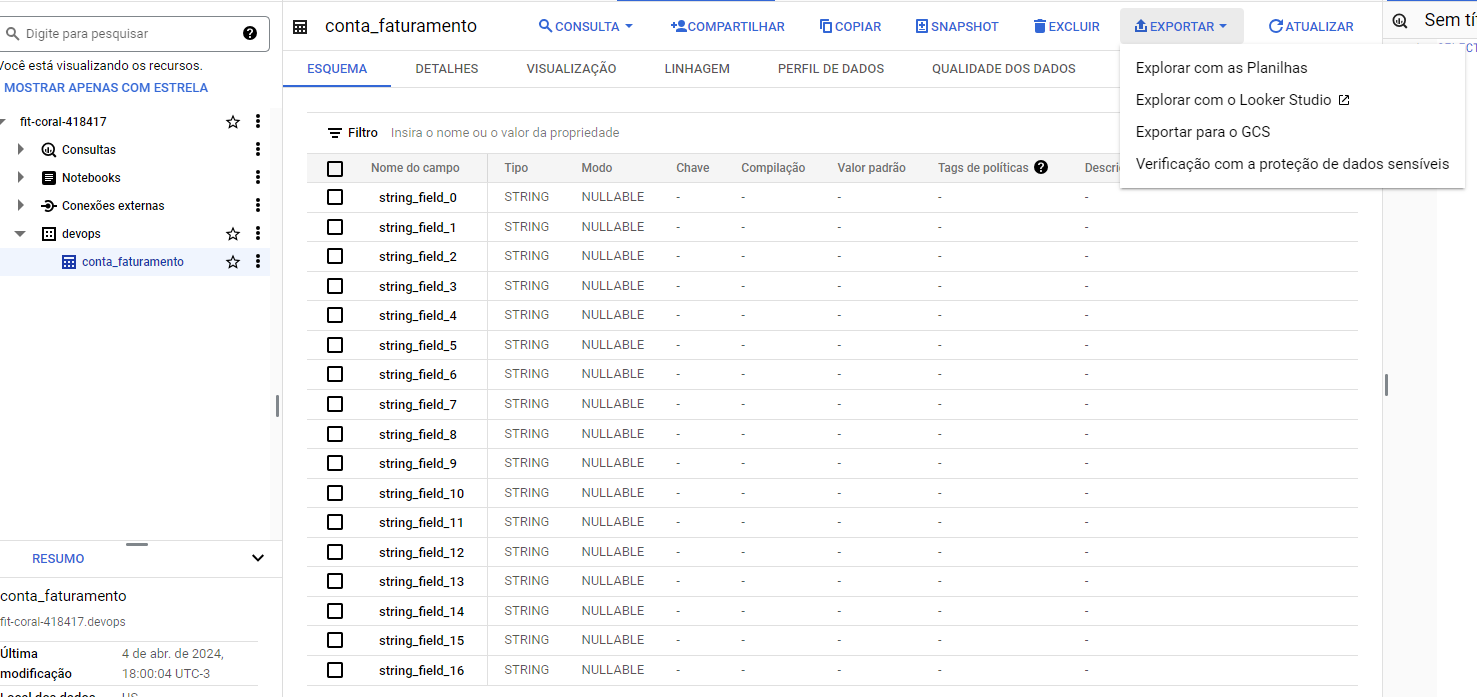 Digite para pesquisar
Você está visualizando os recursos.
MOSTRAR APENAS COM ESTRELA
fit-coral-418417
Consultas
Notebooks
Conexões externas
devops
conta_faturamento
RESUMO
conta_faturamento
fit-coral-418417.devops
Última modificação 4 de abr. de 2024, 18:00:04 UTC-3
Local dos dados US
conta_faturamento CONSULTA COMPARTILHAR COPIAR SNAPSHOT EXCLUIR EXPORTAR ATUALIZAR
ESQUEMA DETALHES VISUALIZAÇÃO LINHAGEM PERFIL DE DADOS QUALIDADE DOS DADOS
Explorar com as Planilhas
Explorar com o Looker Studio
Exportar para o GCS
Verificação com a proteção de dados sensíveis
Filtro Insira o nome ou o valor da propriedade
Nome do campo Tipo Modo Chave Compilação Valor padrão Tags de políticas Descri
string_field_0 STRING NULLABLE - - - - -
string_field_1 STRING NULLABLE - - - - -
string_field_2 STRING NULLABLE - - - - -
string_field_3 STRING NULLABLE - - - - -
string_field_4 STRING NULLABLE - - - - -
string_field_5 STRING NULLABLE - - - - -
string_field_6 STRING NULLABLE - - - - -
string_field_7 STRING NULLABLE - - - - -
string_field_8 STRING NULLABLE - - - - -
string_field_9 STRING NULLABLE - - - - -
string_field_10 STRING NULLABLE - - - - -
string_field_11 STRING NULLABLE - - - - -
string_field_12 STRING NULLABLE - - - - -
string_field_13 STRING NULLABLE - - - - -
string_field_14 STRING NULLABLE - - - - -
string_field_15 STRING NULLABLE - - - - -
string_field_16 STRING NULLABLE - - - - -
Sem tí